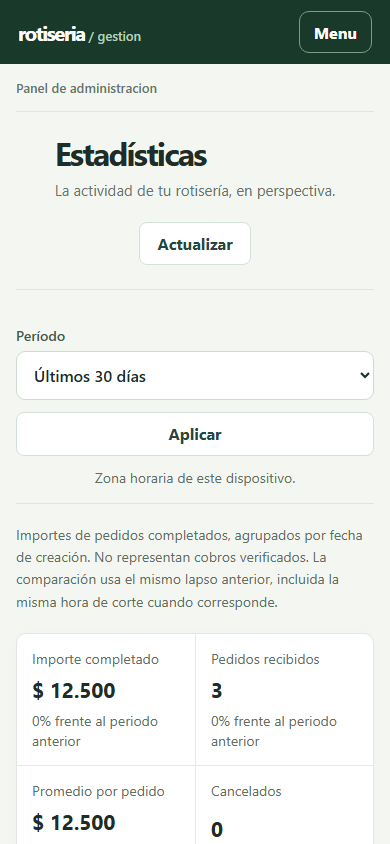 rotiseria / gestion
Menu
Panel de administracion
Estadísticas
La actividad de tu rotisería, en perspectiva.
Actualizar
Período
Últimos 30 días
Aplicar
Zona horaria de este dispositivo.
Importes de pedidos completados, agrupados por fecha
de creación. No representan cobros verificados. La
comparación usa el mismo lapso anterior, incluida la
misma hora de corte cuando corresponde.
Importe completado
$ 12.500
0% frente al periodo
anterior
Pedidos recibidos
3
0% frente al periodo
anterior
Promedio por pedido
$ 12.500
Cancelados
0